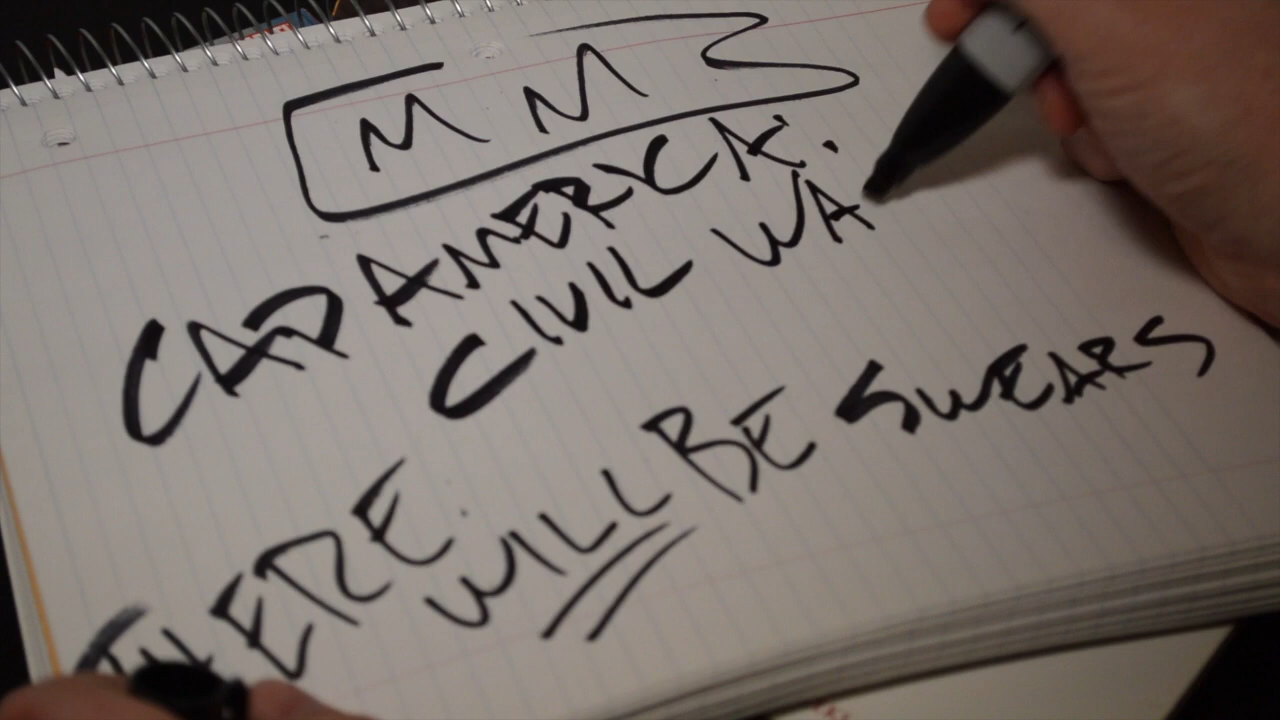 MM
CAP AMERICA:
CIVIL WA
THERE
WILL BE SWEARS